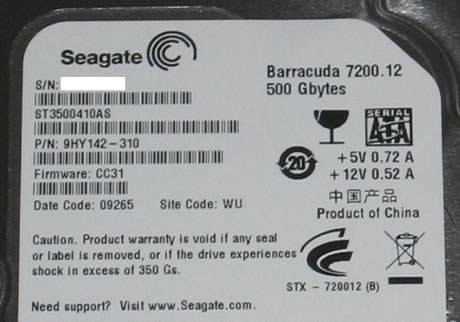 Seagate
Barracuda 7200.12
500 Gbytes
S/N:
ST3500410AS
P/N: 9HY142-310
Firmware: CC31
Date Code: 09265 Site Code: WU
SERIAL
ATA
20
+5V 0.72 A
+12V 0.52 A
中国产品
Product of China
Caution. Product warranty is void if any seal
or label is removed, or if the drive experiences
shock in excess of 350 Gs.
STX - 720012 (B)
Need support? Visit www.Seagate.com.